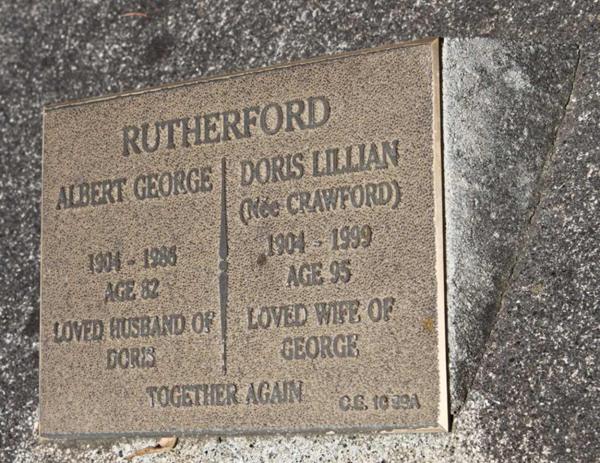 RUTHERFORD
ALBERT GEORGE
1904 - 1986
AGE 82
LOVED HUSBAND OF
DORIS
DORIS LILLIAN
(Née CRAWFORD)
1904 - 1999
AGE 95
LOVED WIFE OF
GEORGE
TOGETHER AGAIN